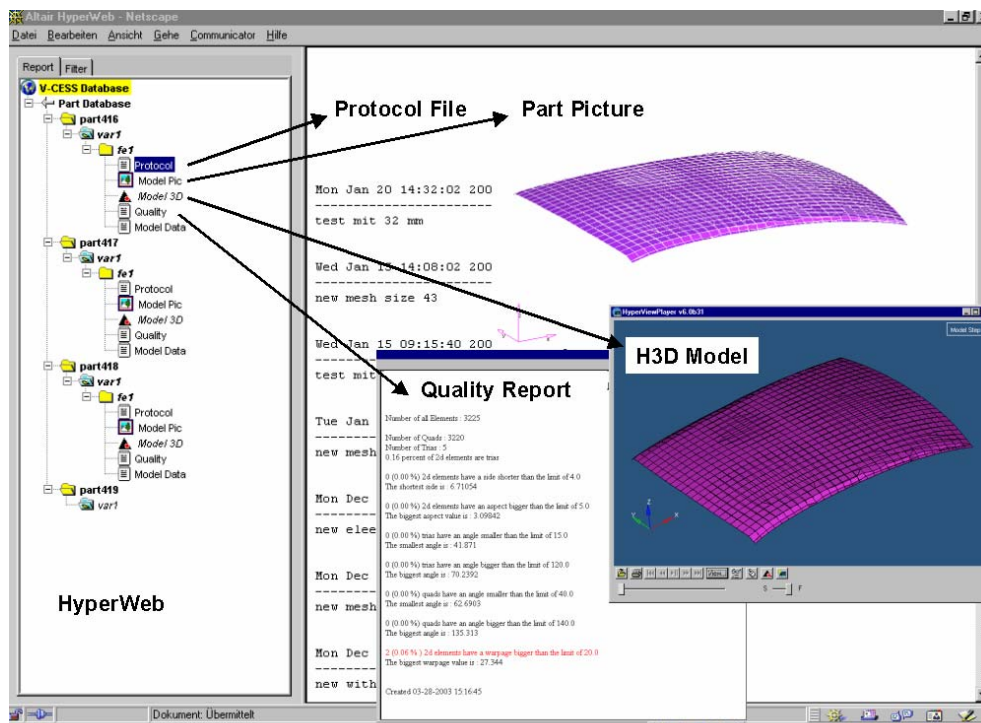 Altair HyperWeb - Netscape
Datei Bearbeiten Ansicht Gehe Communicator Hilfe
Report Filter
V-CESS Database
Part Database
part416
var1
fe1
Protocol
Model Pic
Model 3D
Quality
Model Data
part417
var1
fe1
Protocol
Model Pic
Model 3D
Quality
Model Data
part418
var1
fe1
Protocol
Model Pic
Model 3D
Quality
Model Data
part419
var1
HyperWeb
Protocol File
Part Picture
Mon Jan 20 14:32:02 200
--------------------
test mit 32 mm
Wed Jan 15 14:08:02 200
--------------------
new mesh size 43
Wed Jan 15 09:15:40 200
--------------------
test mit
Tue Jan
new mesh
Mon Dec
new elee
Mon Dec
new mesh
Mon Dec
new with
Quality Report
Number of all Elements : 3225
Number of Quads : 3220
Number of Trias : 5
0.16 percent of 2d elements are trias
0 (0.00 %) 2d elements have a side shorter than the limit of 4.0
The shortest side is : 6.71054
0 (0.00 %) 2d elements have an aspect bigger than the limit of 5.0
The biggest aspect value is : 3.09842
0 (0.00 %) trias have an angle smaller than the limit of 15.0
The smallest angle is : 41.871
0 (0.00 %) trias have an angle bigger than the limit of 120.0
The biggest angle is : 70.2392
0 (0.00 %) quads have an angle smaller than the limit of 40.0
The smallest angle is : 62.6903
0 (0.00 %) quads have an angle bigger than the limit of 140.0
The biggest angle is : 135.313
2 (0.06 % ) 2d elements have a warpage bigger than the limit of 20.0
The biggest warpage value is : 27.344
Created 03-28-2003 15:16:45
HyperViewPlayer v6.0b31
Model Step
H3D Model
Z
Y
X
View...
S F
Dokument: Übermittelt